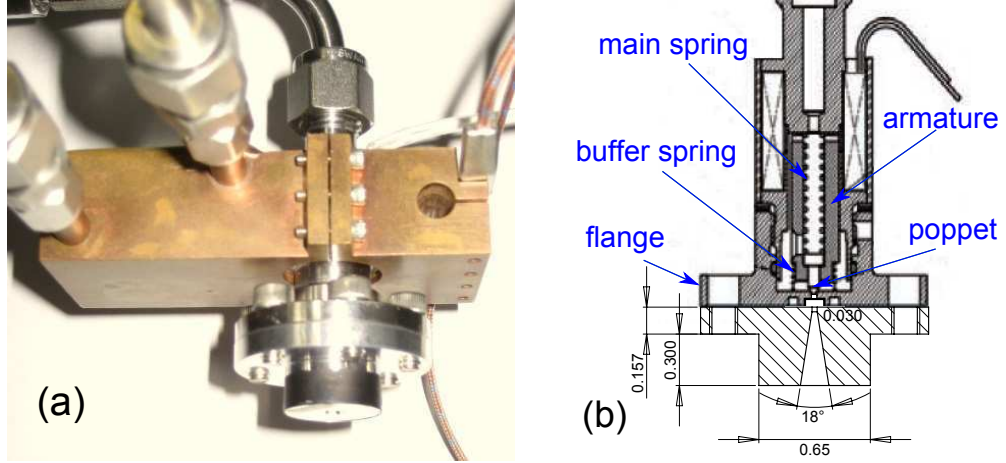 (a)
main spring
armature
buffer spring
flange
poppet
0.030
0.157
0.300
(b)
18°
0.65